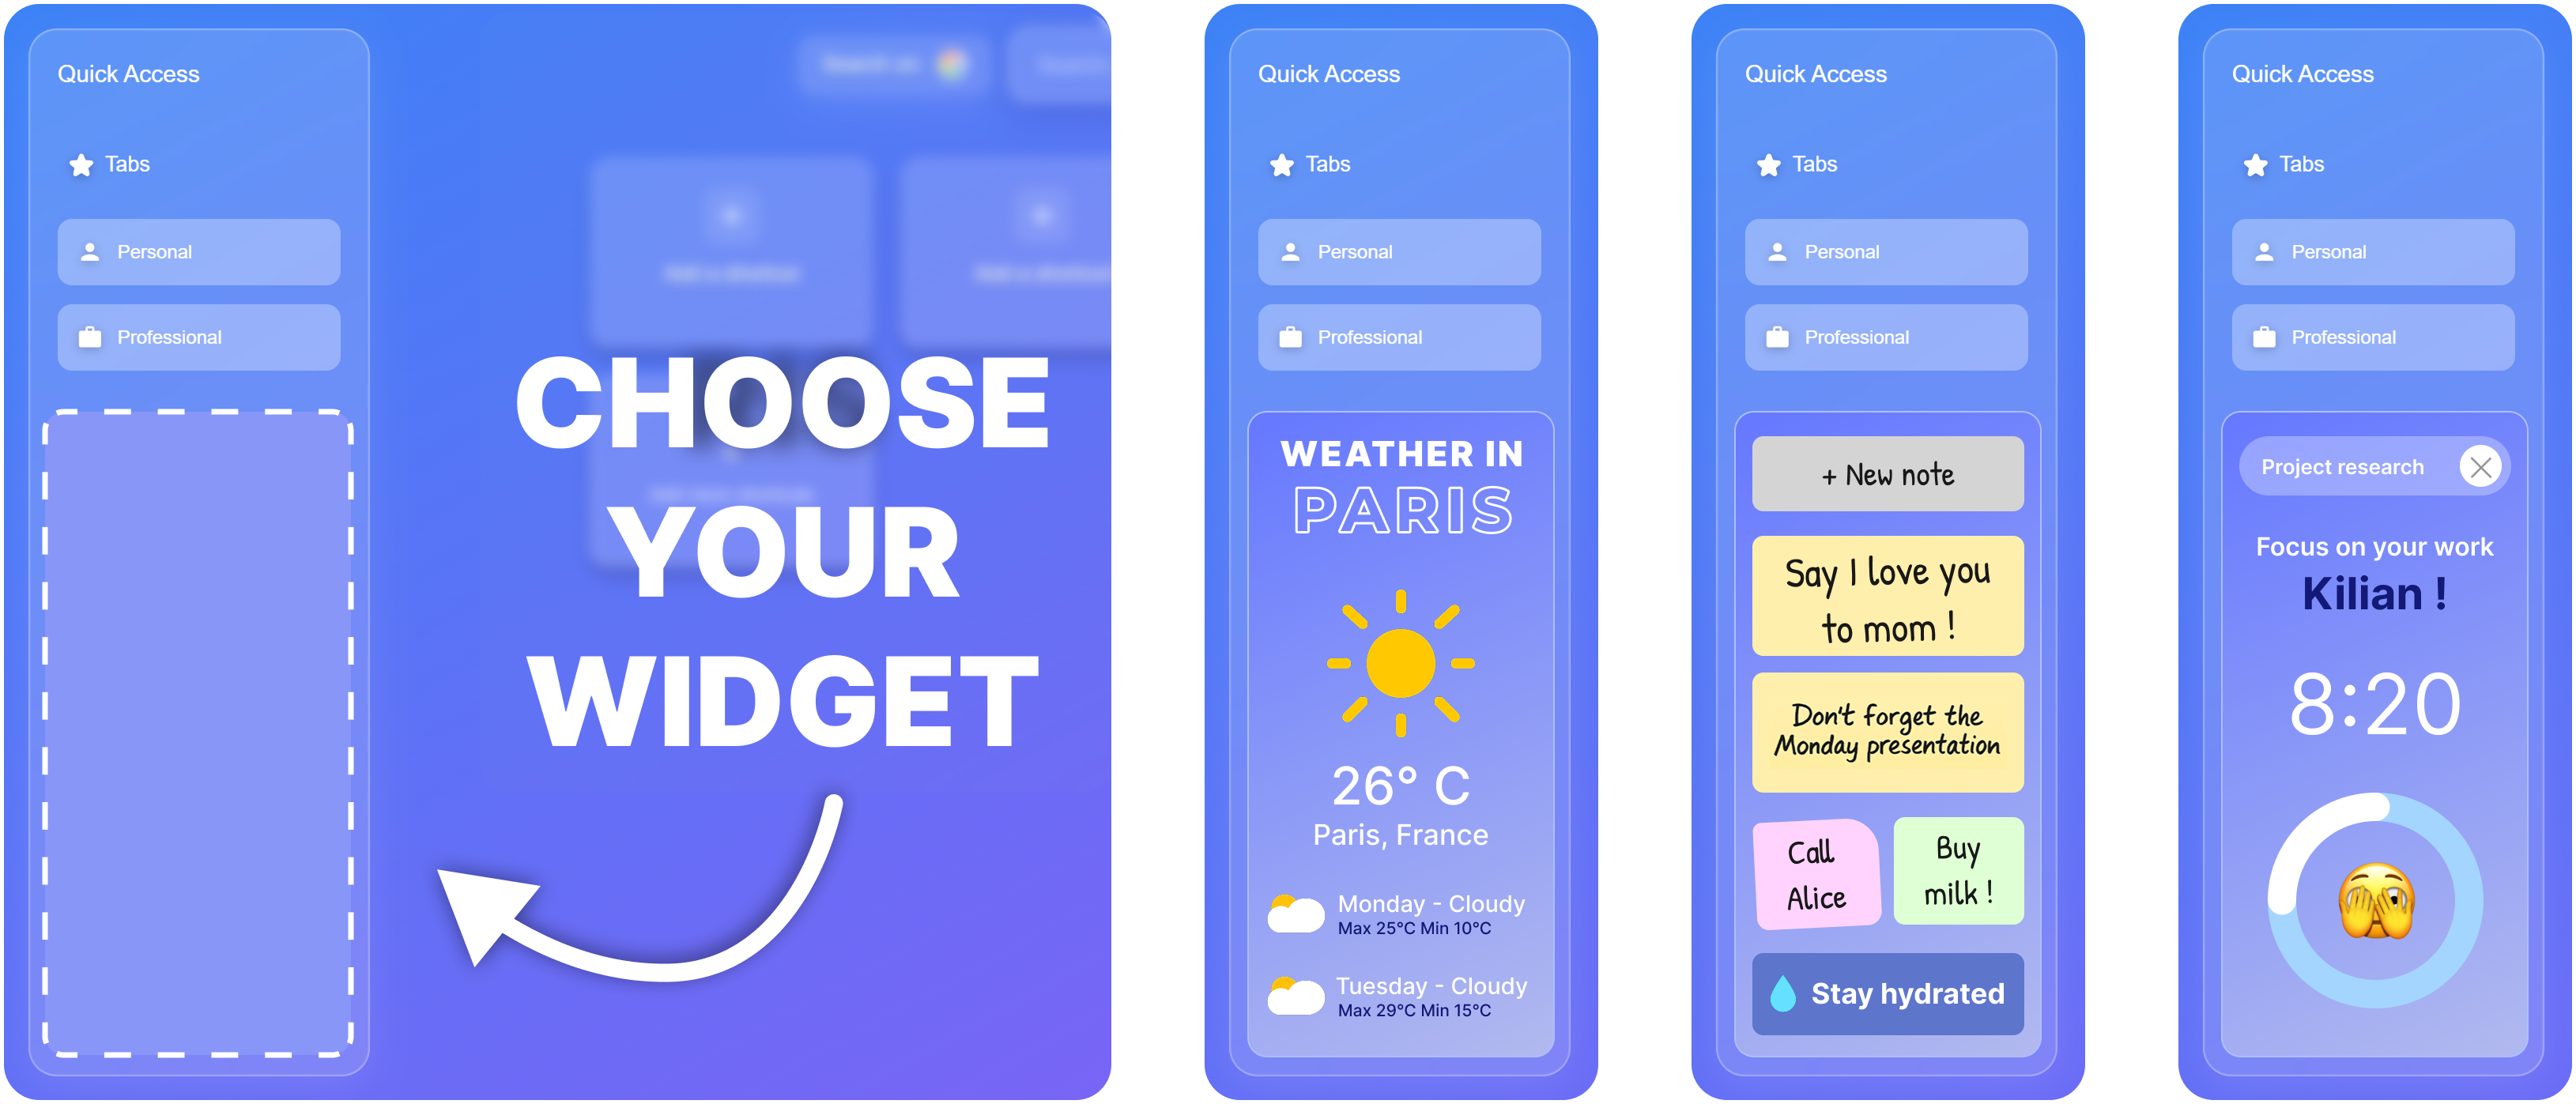 Quick Access
Tabs
Personal
Professional
CHOOSE
YOUR
WIDGET
Quick Access
Tabs
Personal
Professional
WEATHER IN
PARIS
26° C
Paris, France
Monday - Cloudy
Max 25°C Min 10°C
Tuesday - Cloudy
Max 29°C Min 15°C
Quick Access
Tabs
Personal
Professional
+ New note
Say I love you
to mom !
Don't forget the
Monday presentation
Call
Alice
Buy
milk !
Stay hydrated
Quick Access
Tabs
Personal
Professional
Project research
Focus on your work
Kilian !
8:20